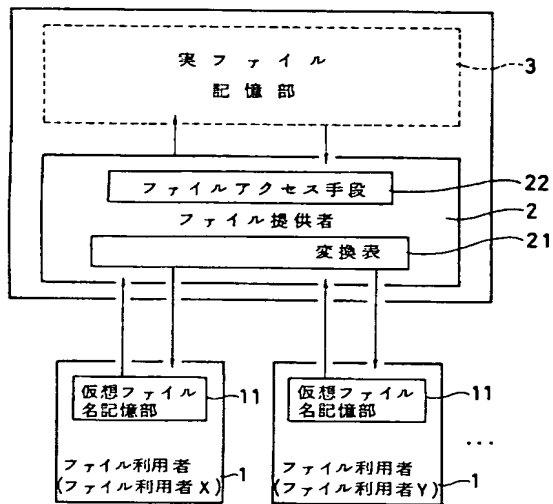 実ファイル
記憶部
3
ファイルアクセス手段
22
ファイル提供者
2
変換表
21
仮想ファイル
名記憶部
11
ファイル利用者
(ファイル利用者X)
1
仮想ファイル
名記憶部
11
ファイル利用者
(ファイル利用者Y)
1
...